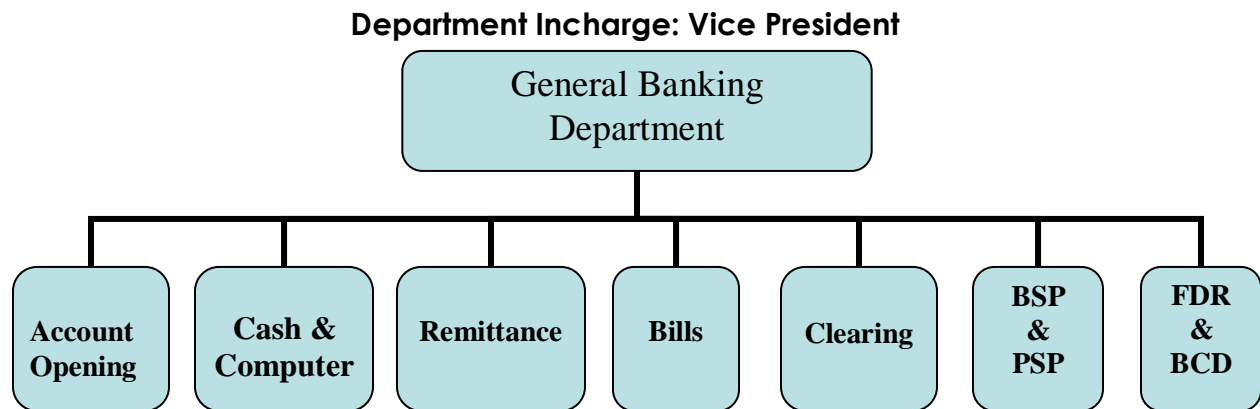 Department Incharge: Vice President
General Banking
Department
Account
Opening
Cash &
Computer
Remittance
Bills
Clearing
BSP
&
PSP
FDR
&
BCD